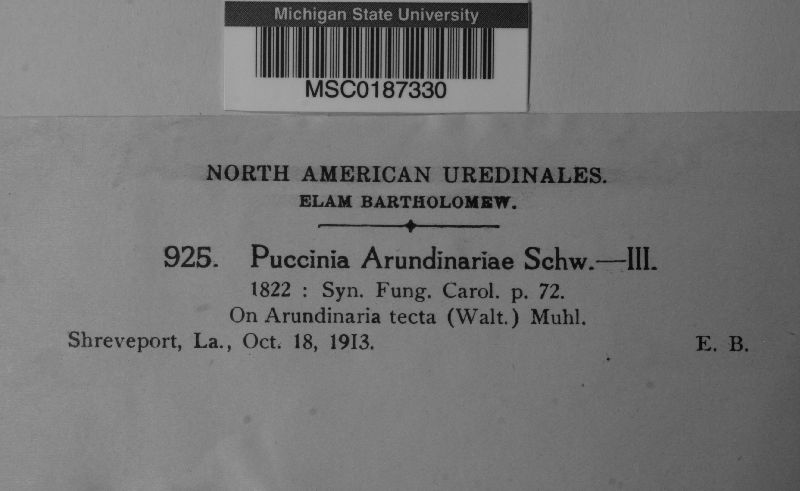 Michigan State University
MSC0187330
NORTH AMERICAN UREDINALES.
ELAM BARTHOLOMEW.
925. Puccinia Arundinariae Schw.—III.
1822 : Syn. Fung. Carol. p. 72.
On Arundinaria tecta (Walt.) Muhl.
Shreveport, La., Oct. 18, 1913. E. B.